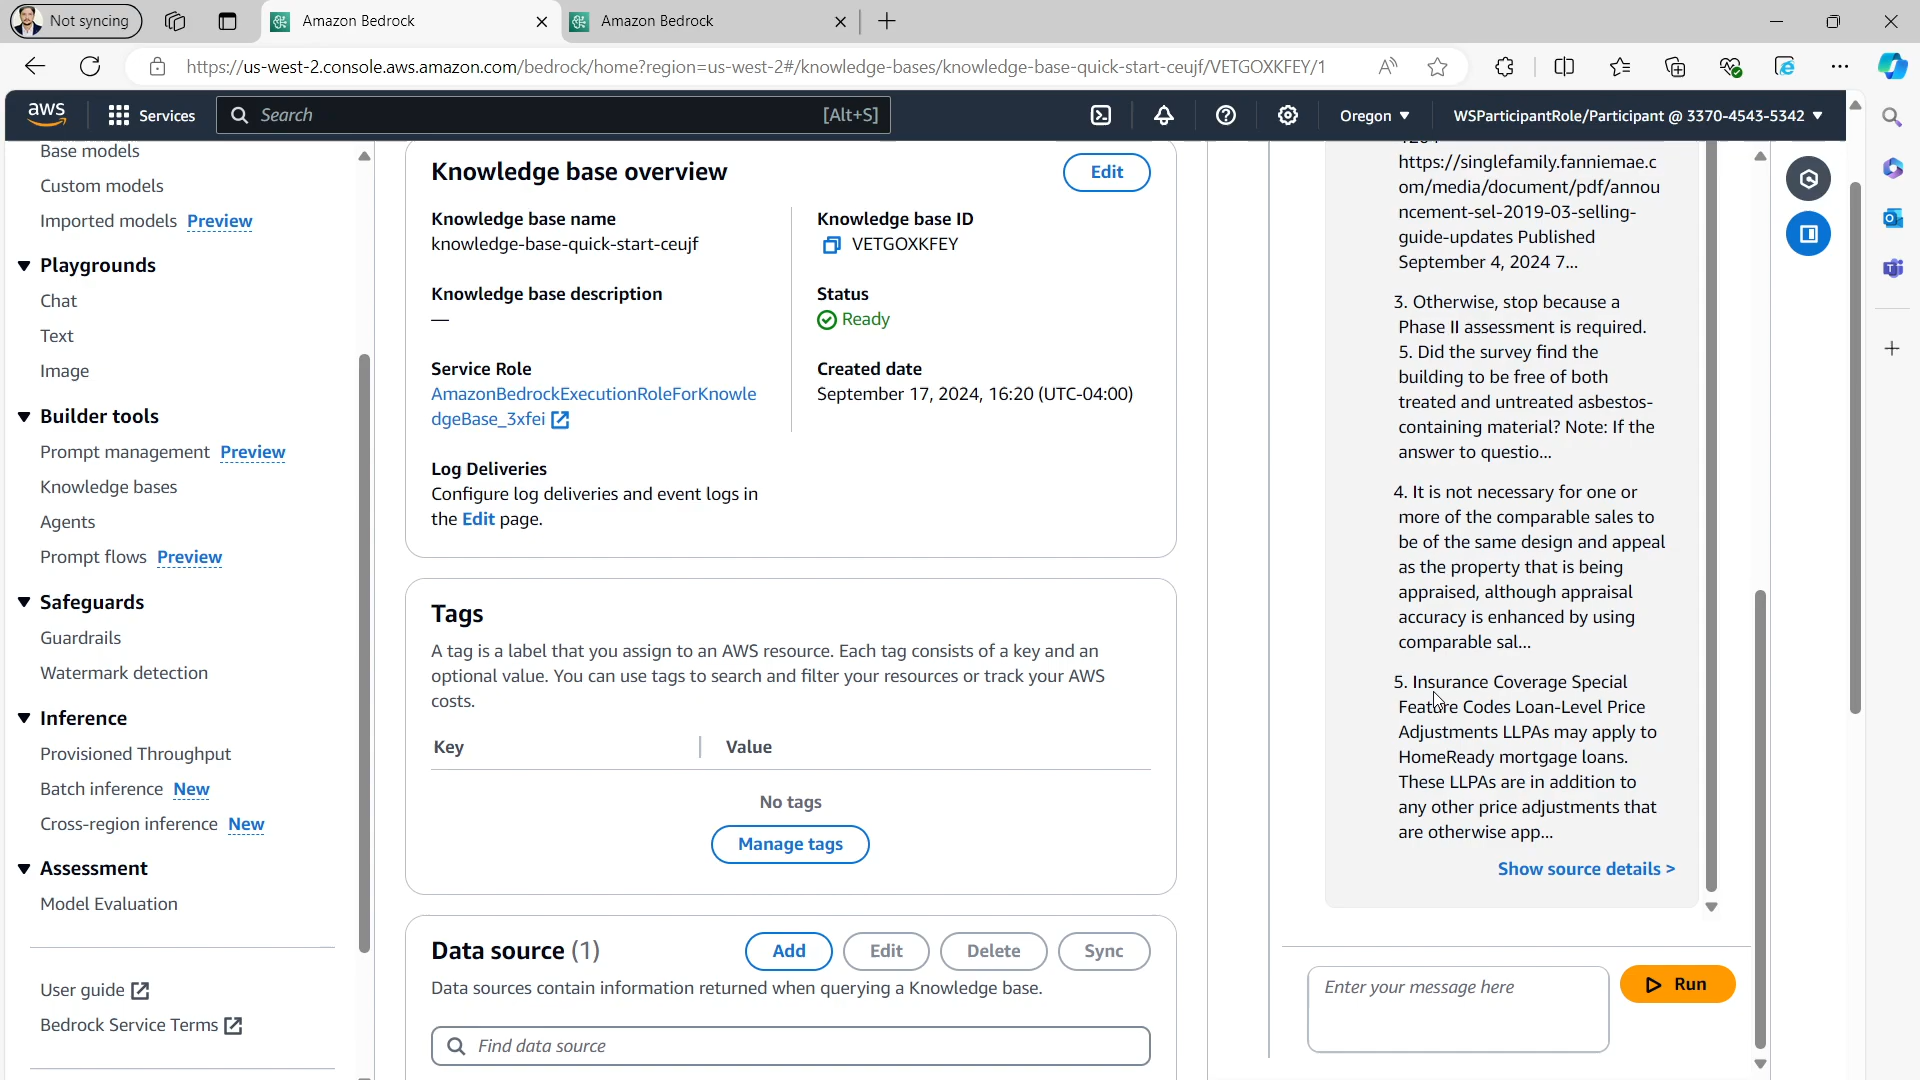 Not syncing
Amazon Bedrock
Amazon Bedrock
https://us-west-2.console.aws.amazon.com/bedrock/home?region=us-west-2#/knowledge-bases/knowledge-base-quick-start-ceujf/VETGOXKFEY/1
aws
Services
Search
[Alt+S]
Oregon
WSParticipantRole/Participant @ 3370-4543-5342
Base models
Custom models
Imported models Preview
Playgrounds
Chat
Text
Image
Builder tools
Prompt management Preview
Knowledge bases
Agents
Prompt flows Preview
Safeguards
Guardrails
Watermark detection
Inference
Provisioned Throughput
Batch inference New
Cross-region inference New
Assessment
Model Evaluation
User guide
Bedrock Service Terms
Knowledge base overview
Edit
Knowledge base name
knowledge-base-quick-start-ceujf
Knowledge base description
—
Service Role
AmazonBedrockExecutionRoleForKnowle
dgeBase_3xfei
Log Deliveries
Configure log deliveries and event logs in
the Edit page.
Knowledge base ID
VETGOXKFEY
Status
Ready
Created date
September 17, 2024, 16:20 (UTC-04:00)
Tags
A tag is a label that you assign to an AWS resource. Each tag consists of a key and an
optional value. You can use tags to search and filter your resources or track your AWS
costs.
Key
Value
No tags
Manage tags
Data source (1)
Add
Edit
Delete
Sync
Data sources contain information returned when querying a Knowledge base.
Find data source
https://singlefamily.fanniemae.c
om/media/document/pdf/annou
ncement-sel-2019-03-selling-
guide-updates Published
September 4, 2024 7...
3. Otherwise, stop because a
Phase II assessment is required.
5. Did the survey find the
building to be free of both
treated and untreated asbestos-
containing material? Note: If the
answer to questio...
4. It is not necessary for one or
more of the comparable sales to
be of the same design and appeal
as the property that is being
appraised, although appraisal
accuracy is enhanced by using
comparable sal...
5. Insurance Coverage Special
Feature Codes Loan-Level Price
Adjustments LLPAs may apply to
HomeReady mortgage loans.
These LLPAs are in addition to
any other price adjustments that
are otherwise app...
Show source details >
Enter your message here
Run